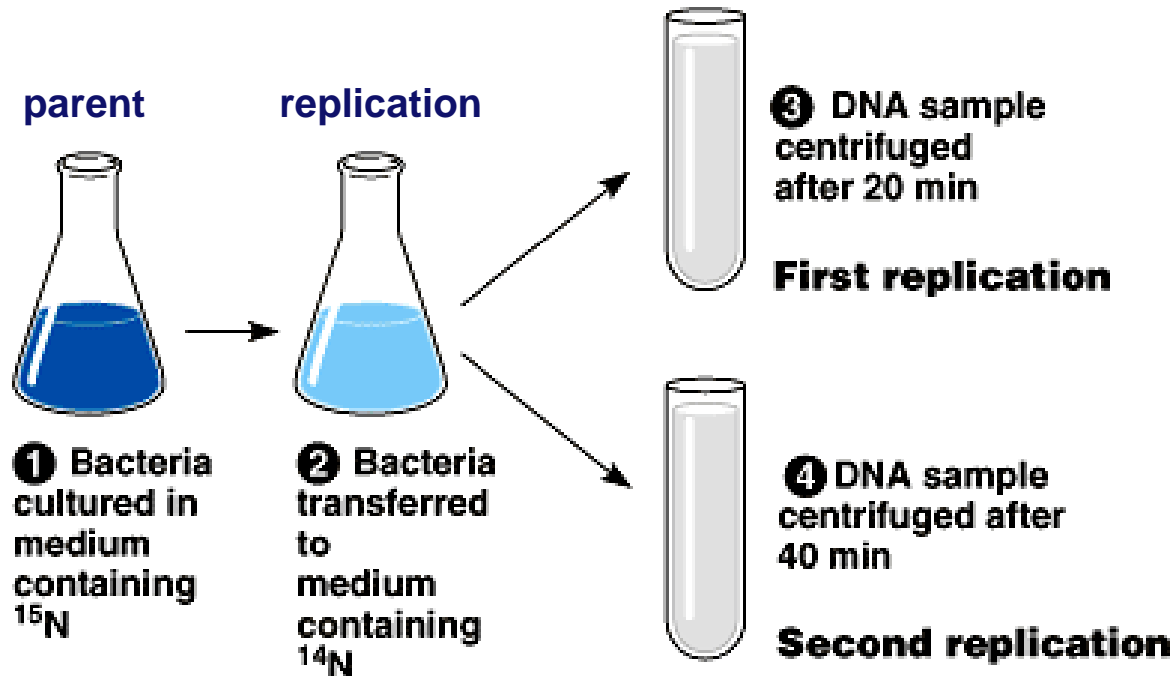 parent
replication
❶ Bacteria
cultured in
medium
containing
¹⁵N
❷ Bacteria
transferred
to
medium
containing
¹⁴N
❸ DNA sample
centrifuged
after 20 min
First replication
❹ DNA sample
centrifuged after
40 min
Second replication